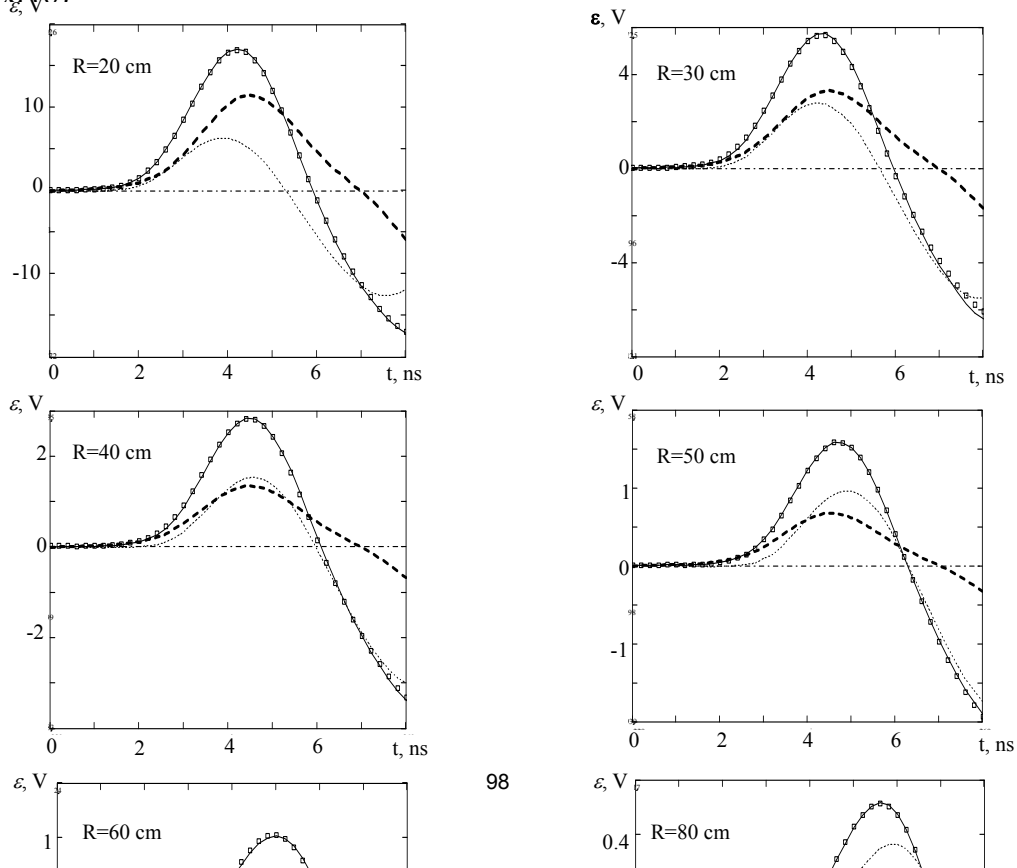 ε, V
R=20 cm
10
0
-10
0 2 4 6 t, ns
ε, V
R=30 cm
4
0
-4
0 2 4 6 t, ns
ε, V
R=40 cm
2
0
-2
0 2 4 6 t, ns
ε, V
R=50 cm
1
0
-1
0 2 4 6 t, ns
98
ε, V
R=60 cm
1
ε, V
R=80 cm
0.4